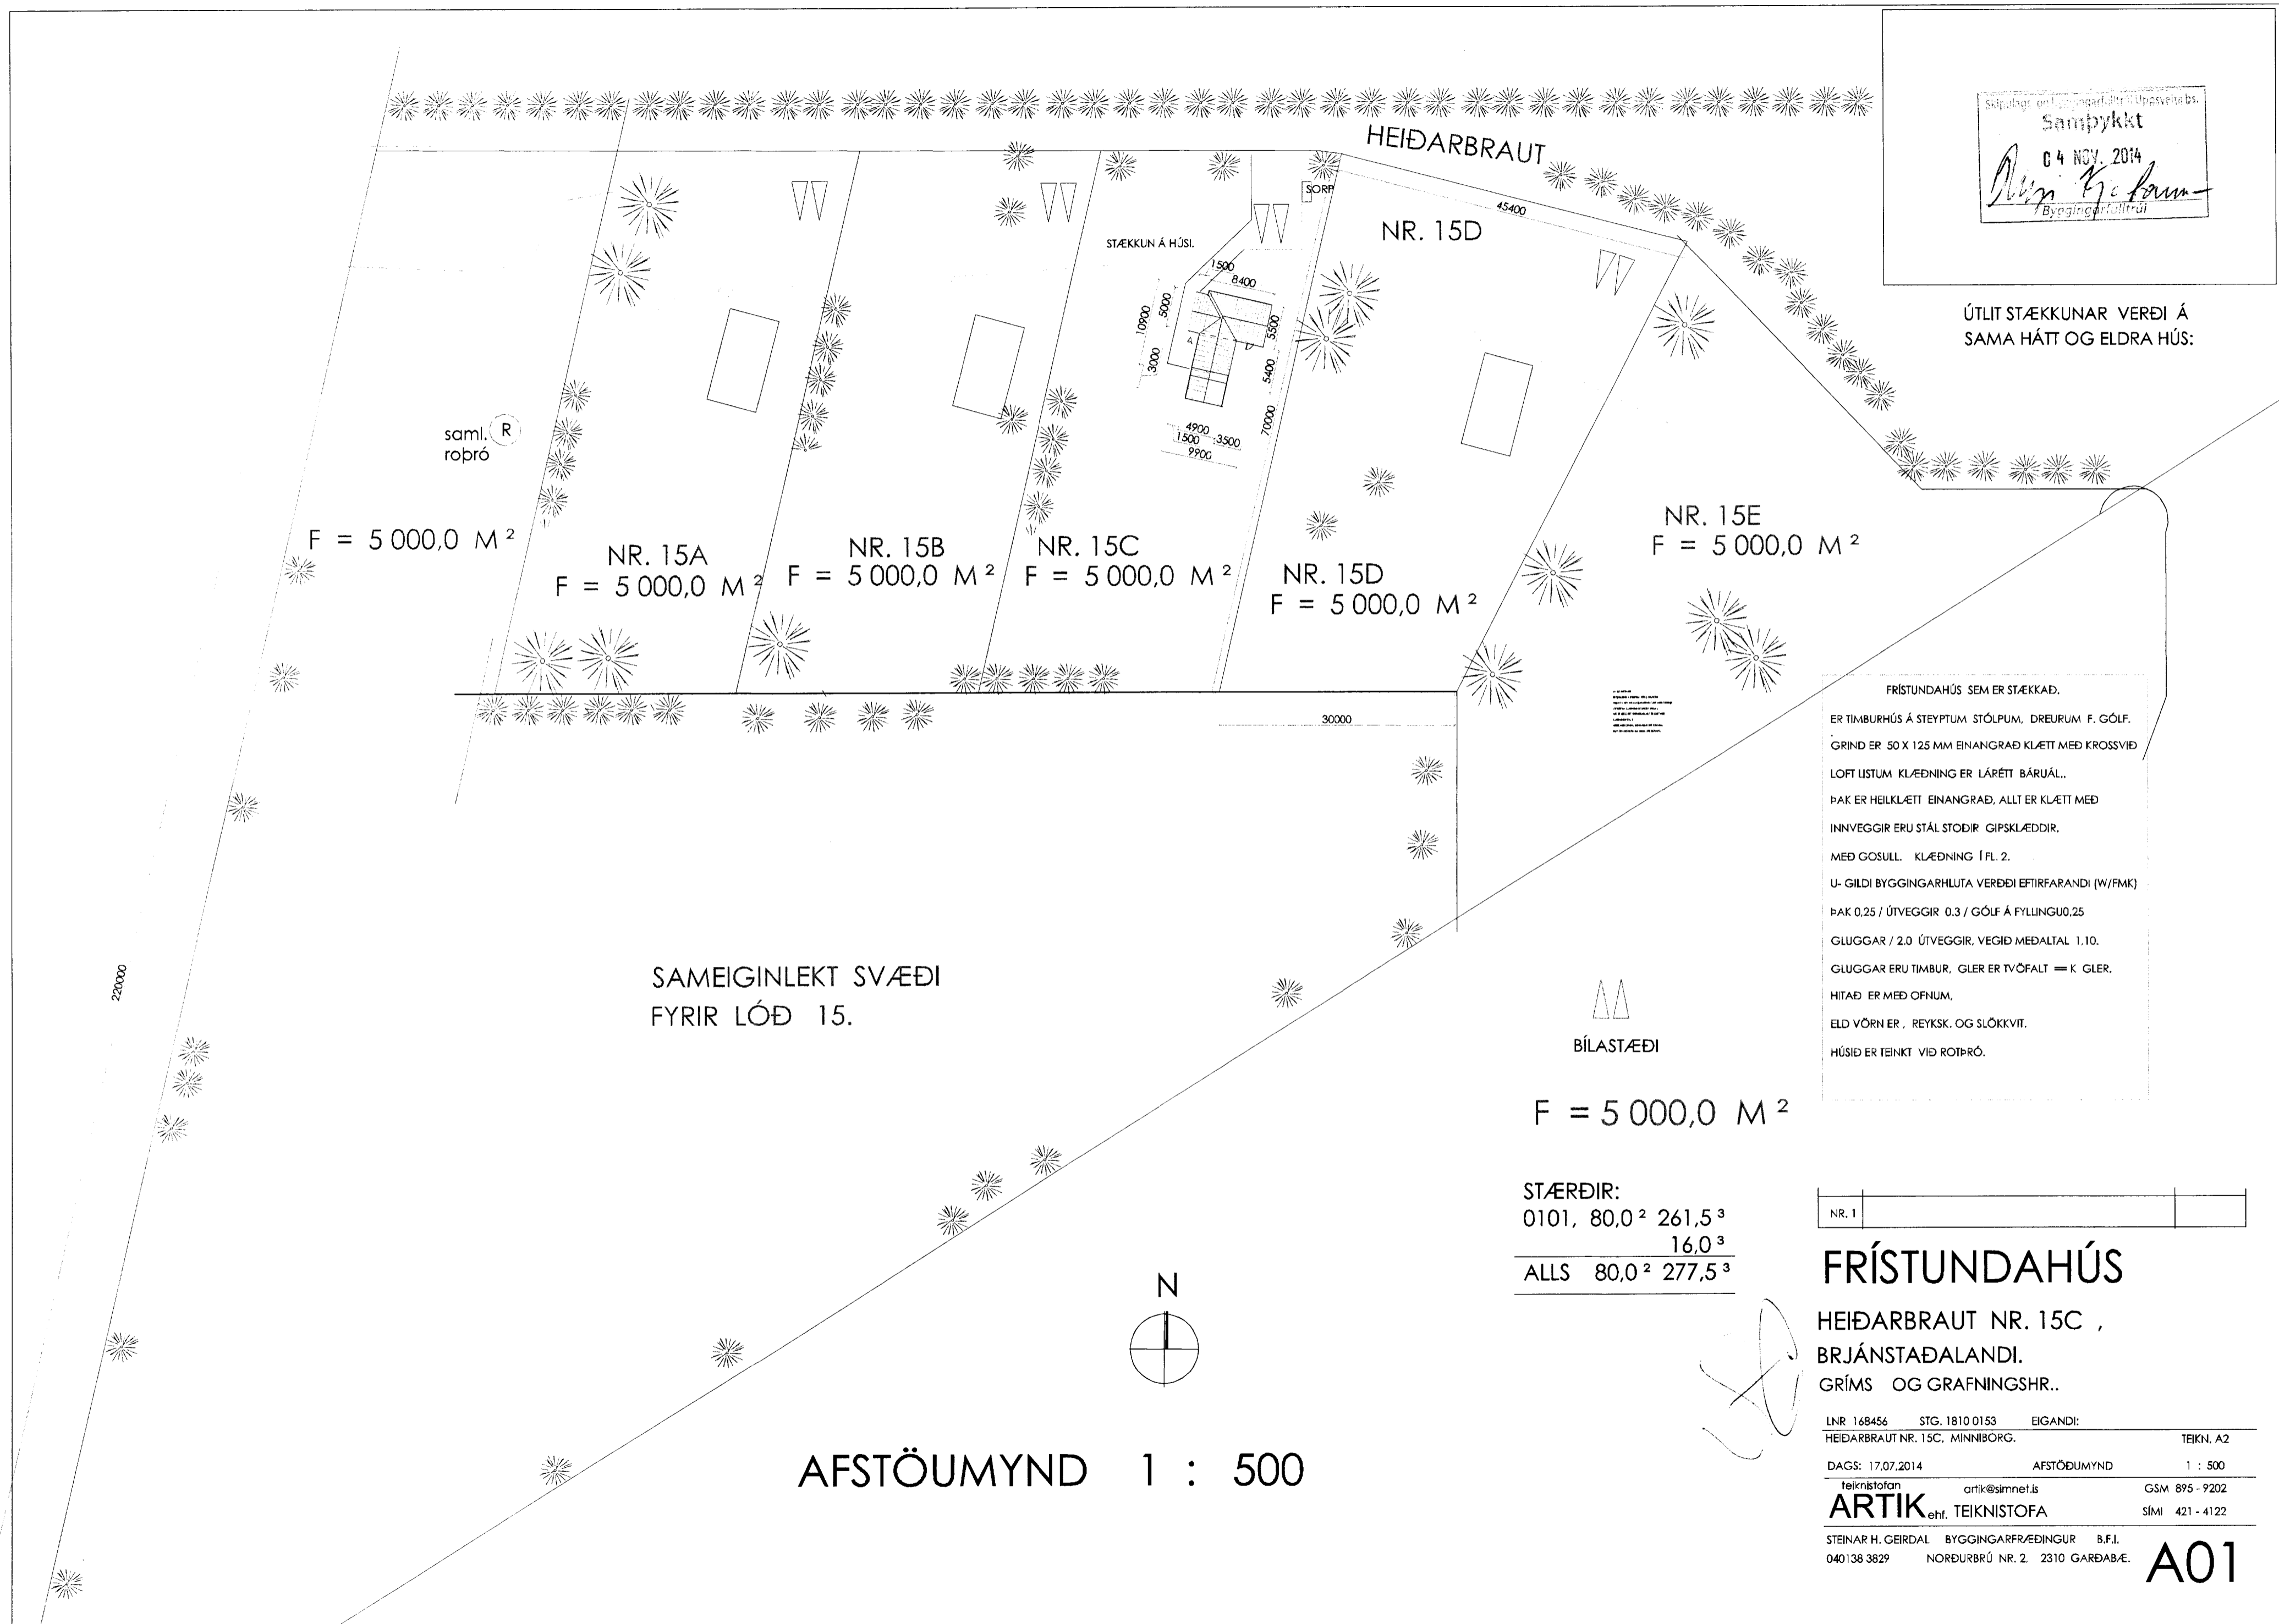 HEIÐARBRAUT
Skipulags- og byggingarfulltrúi Uppsveita bs.
Samþykkt
04 NOV. 2014
Byggingarfulltrúi
ÚTLIT STÆKKUNAR VERÐI Á
SAMA HÁTT OG ELDRA HÚS:
SORP
45400
NR. 15D
STÆKKUN Á HÚSI.
1500
8400
10900
5000
3000
5500
5400
70000
4900
1500 3500
9900
saml. R
roþró
F = 5 000,0 M ²
NR. 15A
F = 5 000,0 M ²
NR. 15B
F = 5 000,0 M ²
NR. 15C
F = 5 000,0 M ²
NR. 15D
F = 5 000,0 M ²
NR. 15E
F = 5 000,0 M ²
30000
220000
SAMEIGINLEKT SVÆÐI
FYRIR LÓÐ 15.
BÍLASTÆÐI
F = 5 000,0 M ²
FRÍSTUNDAHÚS SEM ER STÆKKAÐ.
ER TIMBURHÚS Á STEYPTUM STÓLPUM, DREURUM F. GÓLF.
GRIND ER 50 X 125 MM EINANGRAÐ KLÆTT MEÐ KROSSVIÐ
LOFT LISTUM KLÆÐNING ER LÁRÉTT BÁRUÁL..
ÞAK ER HEILKLÆTT EINANGRAÐ, ALLT ER KLÆTT MEÐ
INNVEGGIR ERU STÁL STOÐIR GIPSKLÆDDIR.
MEÐ GOSULL. KLÆÐNING Í FL. 2.
U- GILDI BYGGINGARHLUTA VERÐÐI EFTIRFARANDI (W/FMK)
ÞAK 0,25 / ÚTVEGGIR 0.3 / GÓLF Á FYLLINGU0,25
GLUGGAR / 2.0 ÚTVEGGIR, VEGIÐ MEÐALTAL 1,10.
GLUGGAR ERU TIMBUR, GLER ER TVÖFALT = K GLER.
HITAÐ ER MEÐ OFNUM,
ELD VÖRN ER , REYKSK. OG SLÖKKVIT.
HÚSIÐ ER TEINKT VIÐ ROTÞRÓ.
STÆRÐIR:
0101, 80,0 ² 261,5 ³
16,0 ³
ALLS 80,0 ² 277,5 ³
N
AFSTÖUMYND 1 : 500
NR. 1
FRÍSTUNDAHÚS
HEIÐARBRAUT NR. 15C ,
BRJÁNSTAÐALANDI.
GRÍMS OG GRAFNINGSHR..
LNR 168456 STG. 1810 0153 EIGANDI:
HEIÐARBRAUT NR. 15C, MINNIBORG. TEIKN. A2
DAGS: 17.07.2014 AFSTÖÐUMYND 1 : 500
teiknistofan artik@simnet.is GSM 895 - 9202
ARTIK ehf. TEIKNISTOFA SÍMI 421 - 4122
STEINAR H. GEIRDAL BYGGINGARFRÆÐINGUR B.F.I.
040138 3829 NORÐURBRÚ NR. 2. 2310 GARÐABÆ.
A01